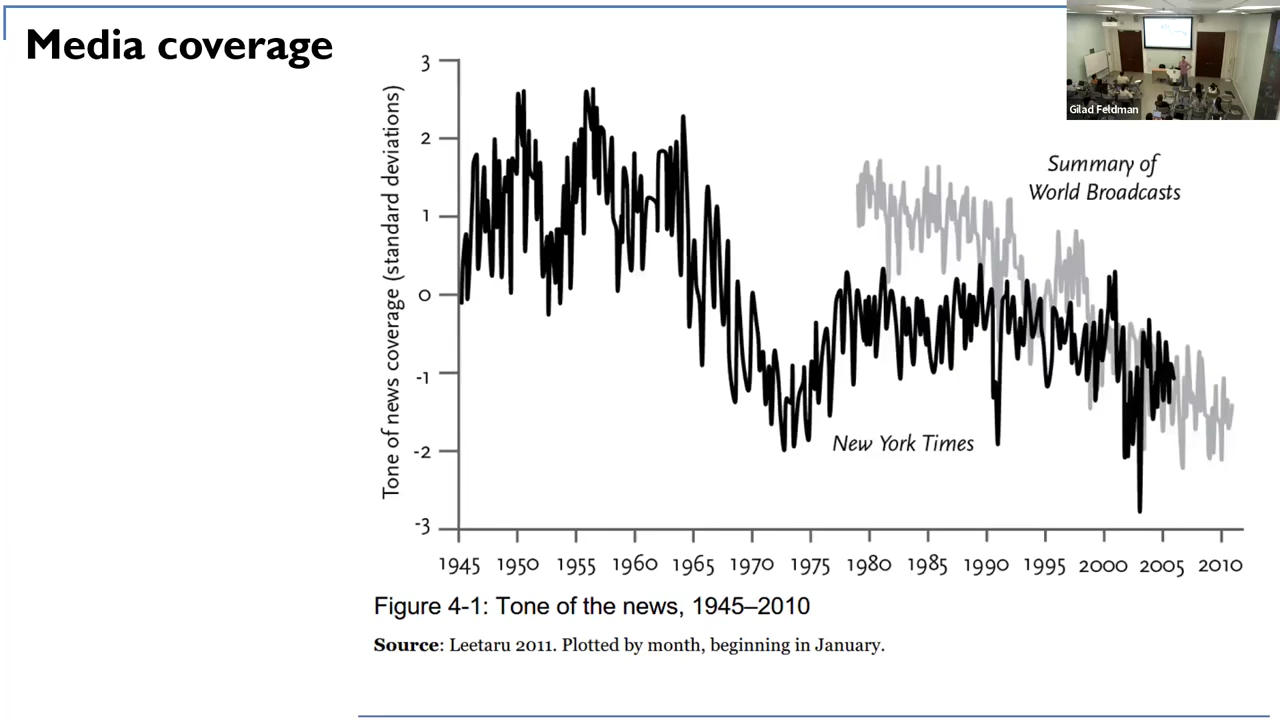 Media coverage
Gilad Feldman
Tone of news coverage (standard deviations)
3
2
1
0
-1
-2
-3
Summary of
World Broadcasts
New York Times
1945 1950 1955 1960 1965 1970 1975 1980 1985 1990 1995 2000 2005 2010
Figure 4-1: Tone of the news, 1945–2010
Source: Leetaru 2011. Plotted by month, beginning in January.